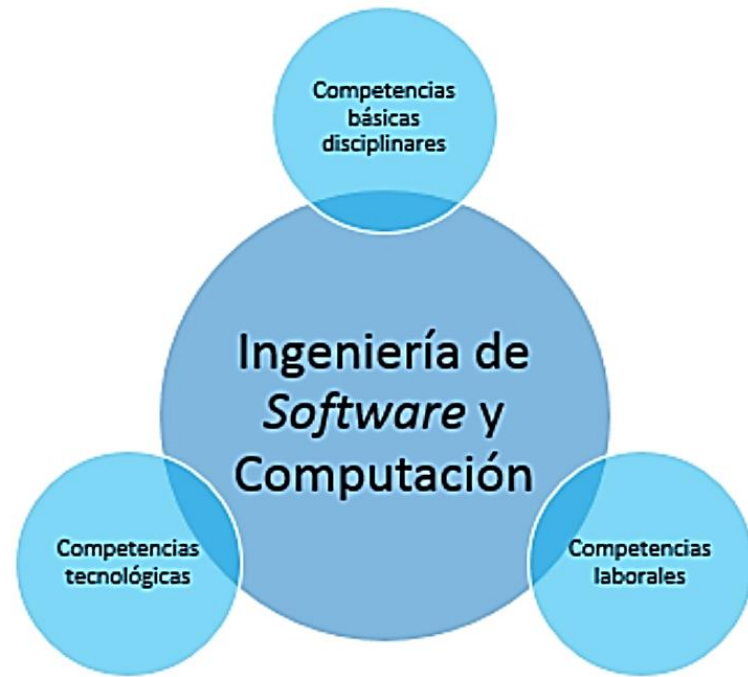 Competencias
básicas
disciplinares
Ingeniería de
Software y
Computación
Competencias
tecnológicas
Competencias
laborales